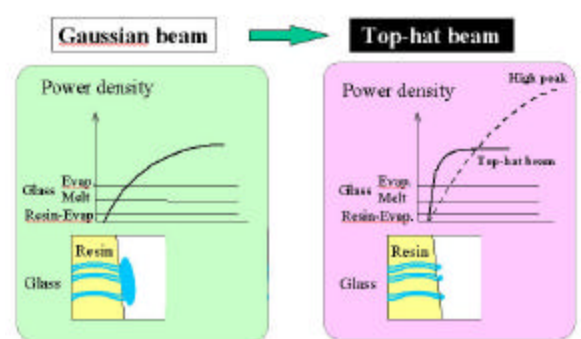 Gaussian beam
Top-hat beam
Power density
Glass
Evap.
Melt
Resin-Evap.
Resin
Glass
Power density
High peak
Top-hat beam
Glass
Evap.
Melt
Resin-Evap.
Resin
Glass